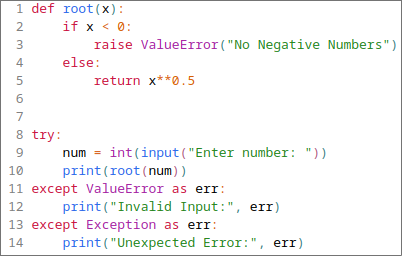 1 def root(x):
2     if x < 0:
3         raise ValueError("No Negative Numbers")
4     else:
5         return x**0.5
6
7
8 try:
9     num = int(input("Enter number: "))
10     print(root(num))
11 except ValueError as err:
12     print("Invalid Input:", err)
13 except Exception as err:
14     print("Unexpected Error:", err)